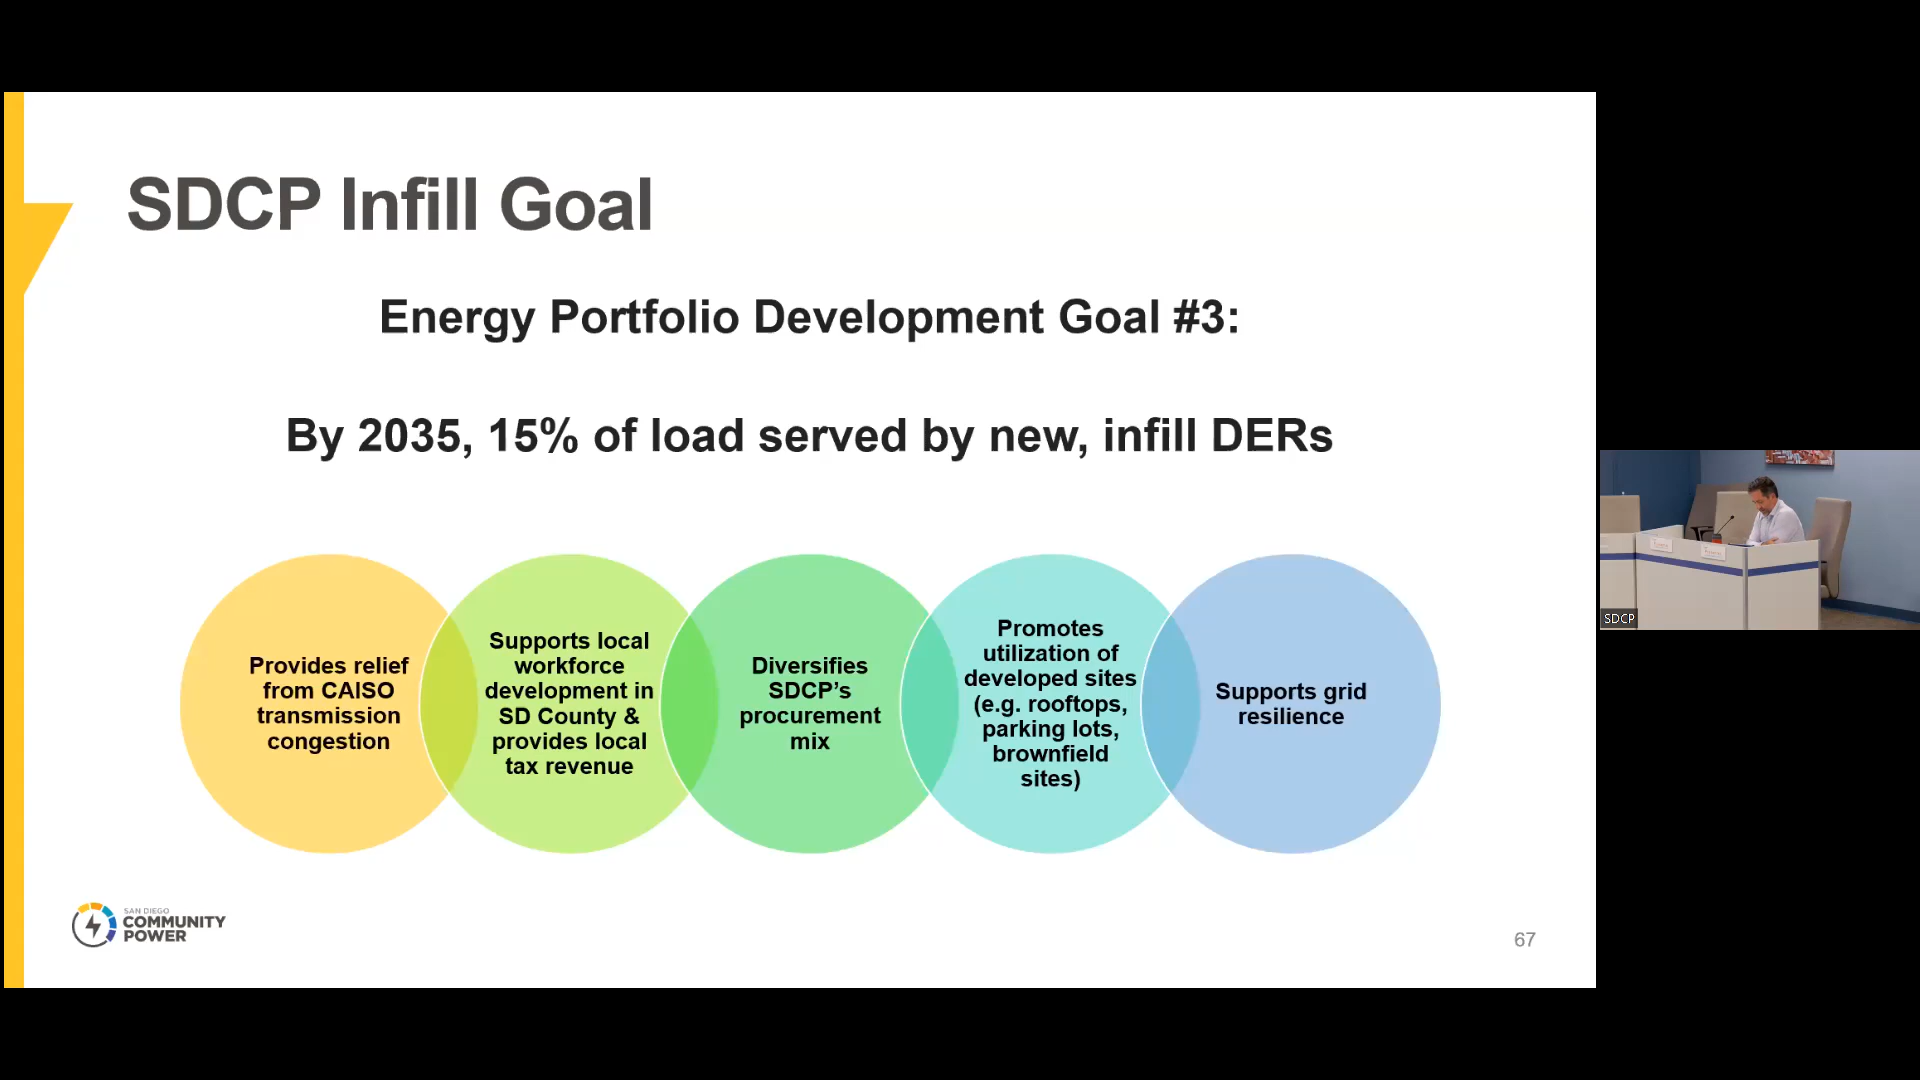 SDCP Infill Goal
Energy Portfolio Development Goal #3:
By 2035, 15% of load served by new, infill DERs
Provides relief
from CAISO
transmission
congestion
Supports local
workforce
development in
SD County &
provides local
tax revenue
Diversifies
SDCP’s
procurement
mix
Promotes
utilization of
developed sites
(e.g. rooftops,
parking lots,
brownfield
sites)
Supports grid
resilience
SAN DIEGO
COMMUNITY
POWER
67
SDCP